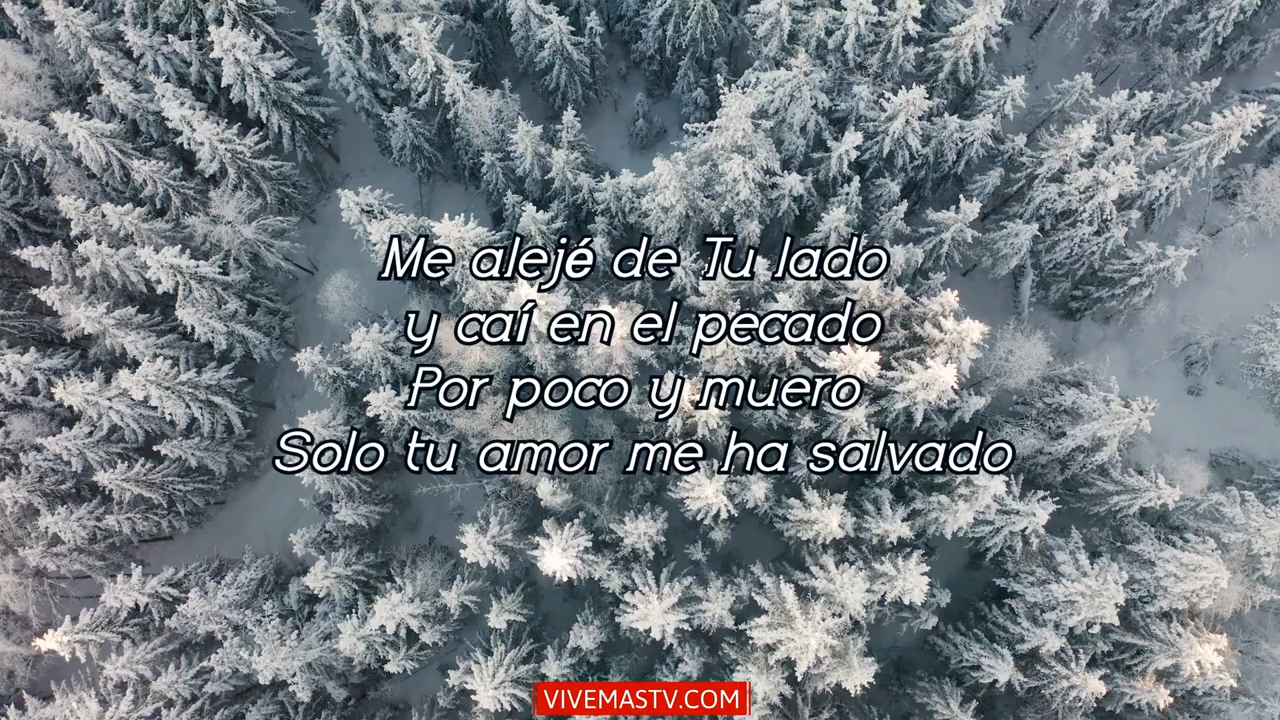 Me alejé de Tu lado
y caí en el pecado
Por poco y muero
Solo tu amor me ha salvado
VIVEMASTV.COM